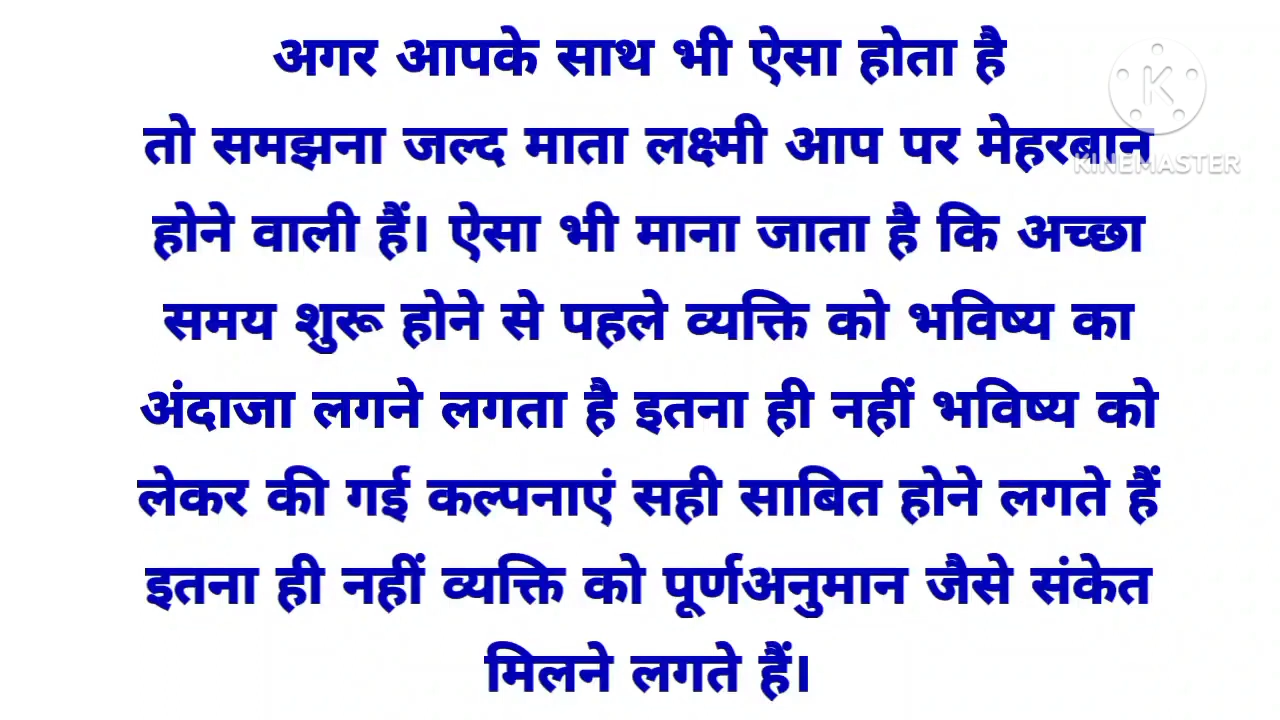 अगर आपके साथ भी ऐसा होता है
तो समझना जल्द माता लक्ष्मी आप पर मेहरबान
होने वाली हैं। ऐसा भी माना जाता है कि अच्छा
समय शुरू होने से पहले व्यक्ति को भविष्य का
अंदाजा लगने लगता है इतना ही नहीं भविष्य को
लेकर की गई कल्पनाएं सही साबित होने लगते हैं
इतना ही नहीं व्यक्ति को पूर्णअनुमान जैसे संकेत
मिलने लगते हैं।
K
KINEMASTER